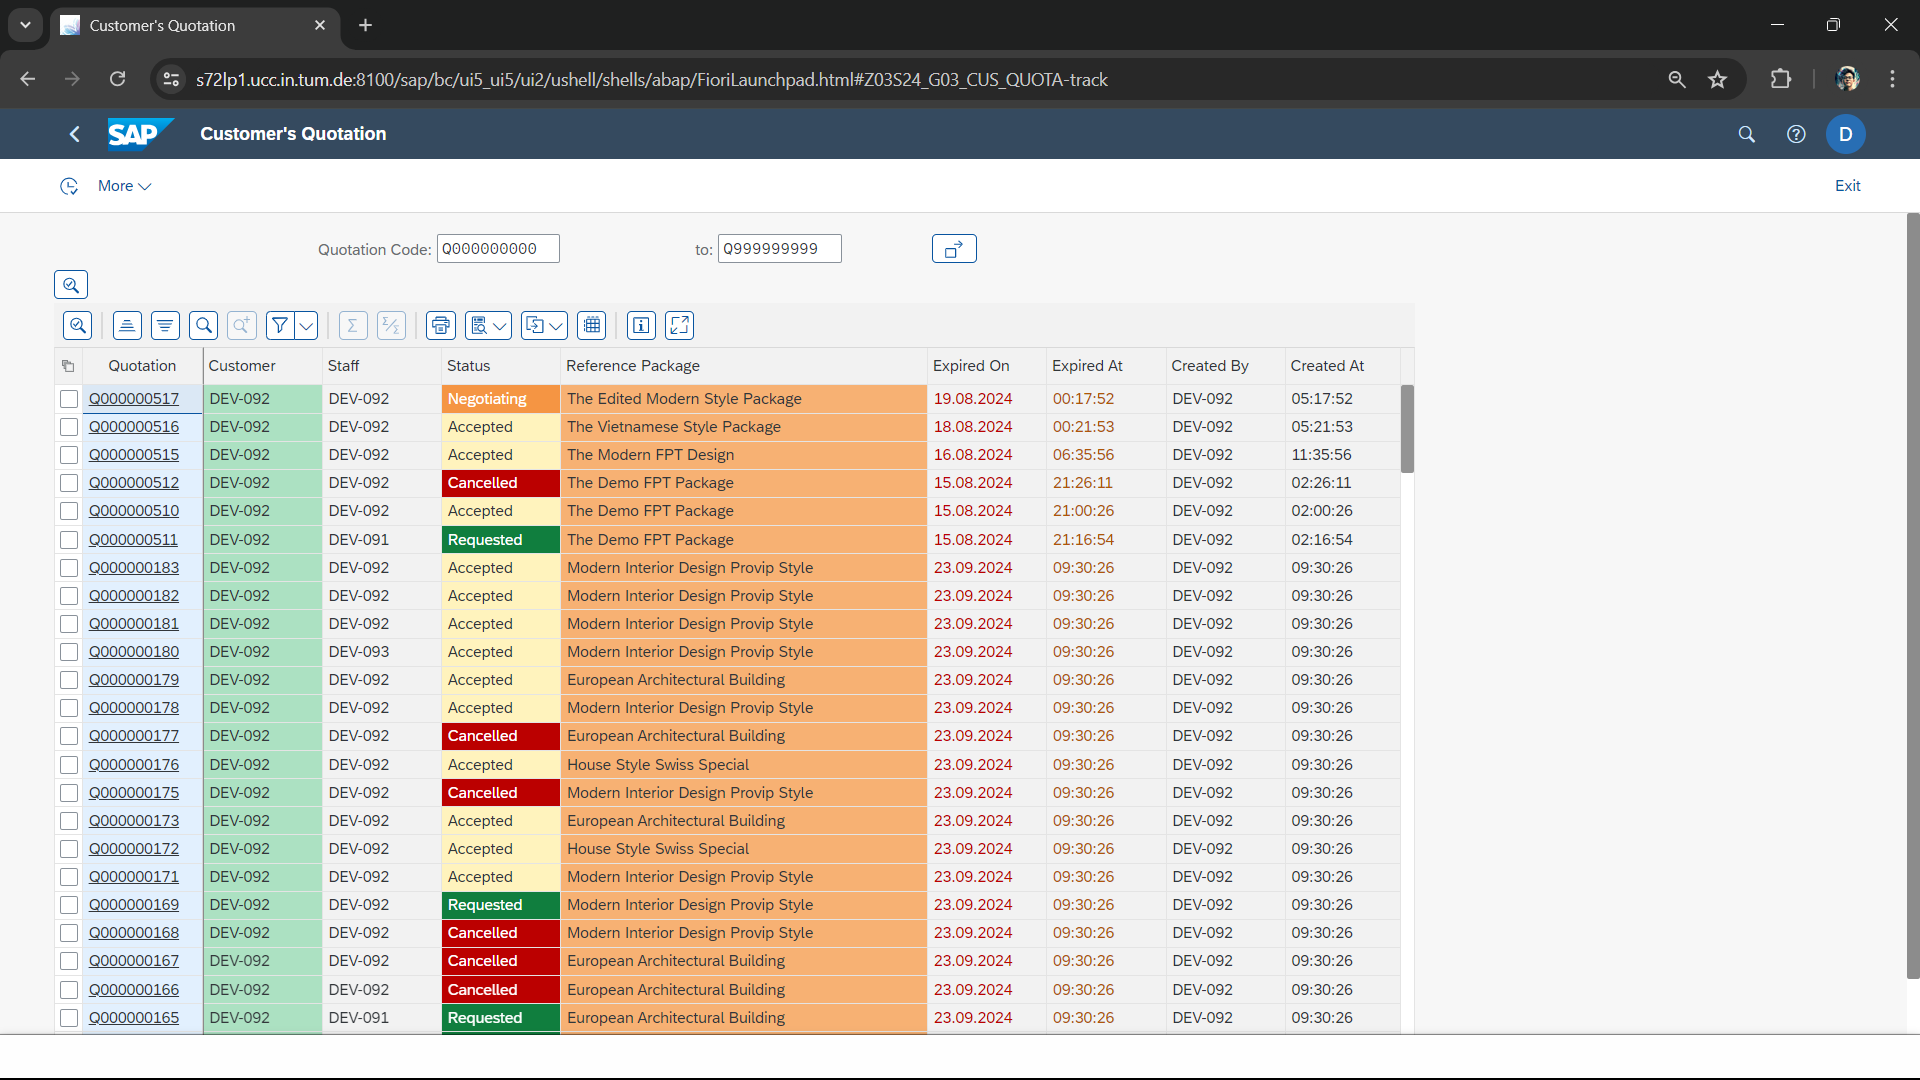 Customer's Quotation
s72lp1.ucc.in.tum.de:8100/sap/bc/ui5_ui5/ui2/ushell/shells/abap/FioriLaunchpad.html#Z03S24_G03_CUS_QUOTA-track
SAP Customer's Quotation D
More Exit
Quotation Code: Q000000000 to: Q999999999
Quotation Customer Staff Status Reference Package Expired On Expired At Created By Created At
Q000000517 DEV-092 DEV-092 Negotiating The Edited Modern Style Package 19.08.2024 00:17:52 DEV-092 05:17:52
Q000000516 DEV-092 DEV-092 Accepted The Vietnamese Style Package 18.08.2024 00:21:53 DEV-092 05:21:53
Q000000515 DEV-092 DEV-092 Accepted The Modern FPT Design 16.08.2024 06:35:56 DEV-092 11:35:56
Q000000512 DEV-092 DEV-092 Cancelled The Demo FPT Package 15.08.2024 21:26:11 DEV-092 02:26:11
Q000000510 DEV-092 DEV-092 Accepted The Demo FPT Package 15.08.2024 21:00:26 DEV-092 02:00:26
Q000000511 DEV-092 DEV-091 Requested The Demo FPT Package 15.08.2024 21:16:54 DEV-092 02:16:54
Q000000183 DEV-092 DEV-092 Accepted Modern Interior Design Provip Style 23.09.2024 09:30:26 DEV-092 09:30:26
Q000000182 DEV-092 DEV-092 Accepted Modern Interior Design Provip Style 23.09.2024 09:30:26 DEV-092 09:30:26
Q000000181 DEV-092 DEV-092 Accepted Modern Interior Design Provip Style 23.09.2024 09:30:26 DEV-092 09:30:26
Q000000180 DEV-092 DEV-093 Accepted Modern Interior Design Provip Style 23.09.2024 09:30:26 DEV-092 09:30:26
Q000000179 DEV-092 DEV-092 Accepted European Architectural Building 23.09.2024 09:30:26 DEV-092 09:30:26
Q000000178 DEV-092 DEV-092 Accepted Modern Interior Design Provip Style 23.09.2024 09:30:26 DEV-092 09:30:26
Q000000177 DEV-092 DEV-092 Cancelled European Architectural Building 23.09.2024 09:30:26 DEV-092 09:30:26
Q000000176 DEV-092 DEV-092 Accepted House Style Swiss Special 23.09.2024 09:30:26 DEV-092 09:30:26
Q000000175 DEV-092 DEV-092 Cancelled Modern Interior Design Provip Style 23.09.2024 09:30:26 DEV-092 09:30:26
Q000000173 DEV-092 DEV-092 Accepted European Architectural Building 23.09.2024 09:30:26 DEV-092 09:30:26
Q000000172 DEV-092 DEV-092 Accepted House Style Swiss Special 23.09.2024 09:30:26 DEV-092 09:30:26
Q000000171 DEV-092 DEV-092 Accepted Modern Interior Design Provip Style 23.09.2024 09:30:26 DEV-092 09:30:26
Q000000169 DEV-092 DEV-092 Requested Modern Interior Design Provip Style 23.09.2024 09:30:26 DEV-092 09:30:26
Q000000168 DEV-092 DEV-092 Cancelled Modern Interior Design Provip Style 23.09.2024 09:30:26 DEV-092 09:30:26
Q000000167 DEV-092 DEV-092 Cancelled European Architectural Building 23.09.2024 09:30:26 DEV-092 09:30:26
Q000000166 DEV-092 DEV-092 Cancelled European Architectural Building 23.09.2024 09:30:26 DEV-092 09:30:26
Q000000165 DEV-092 DEV-091 Requested European Architectural Building 23.09.2024 09:30:26 DEV-092 09:30:26